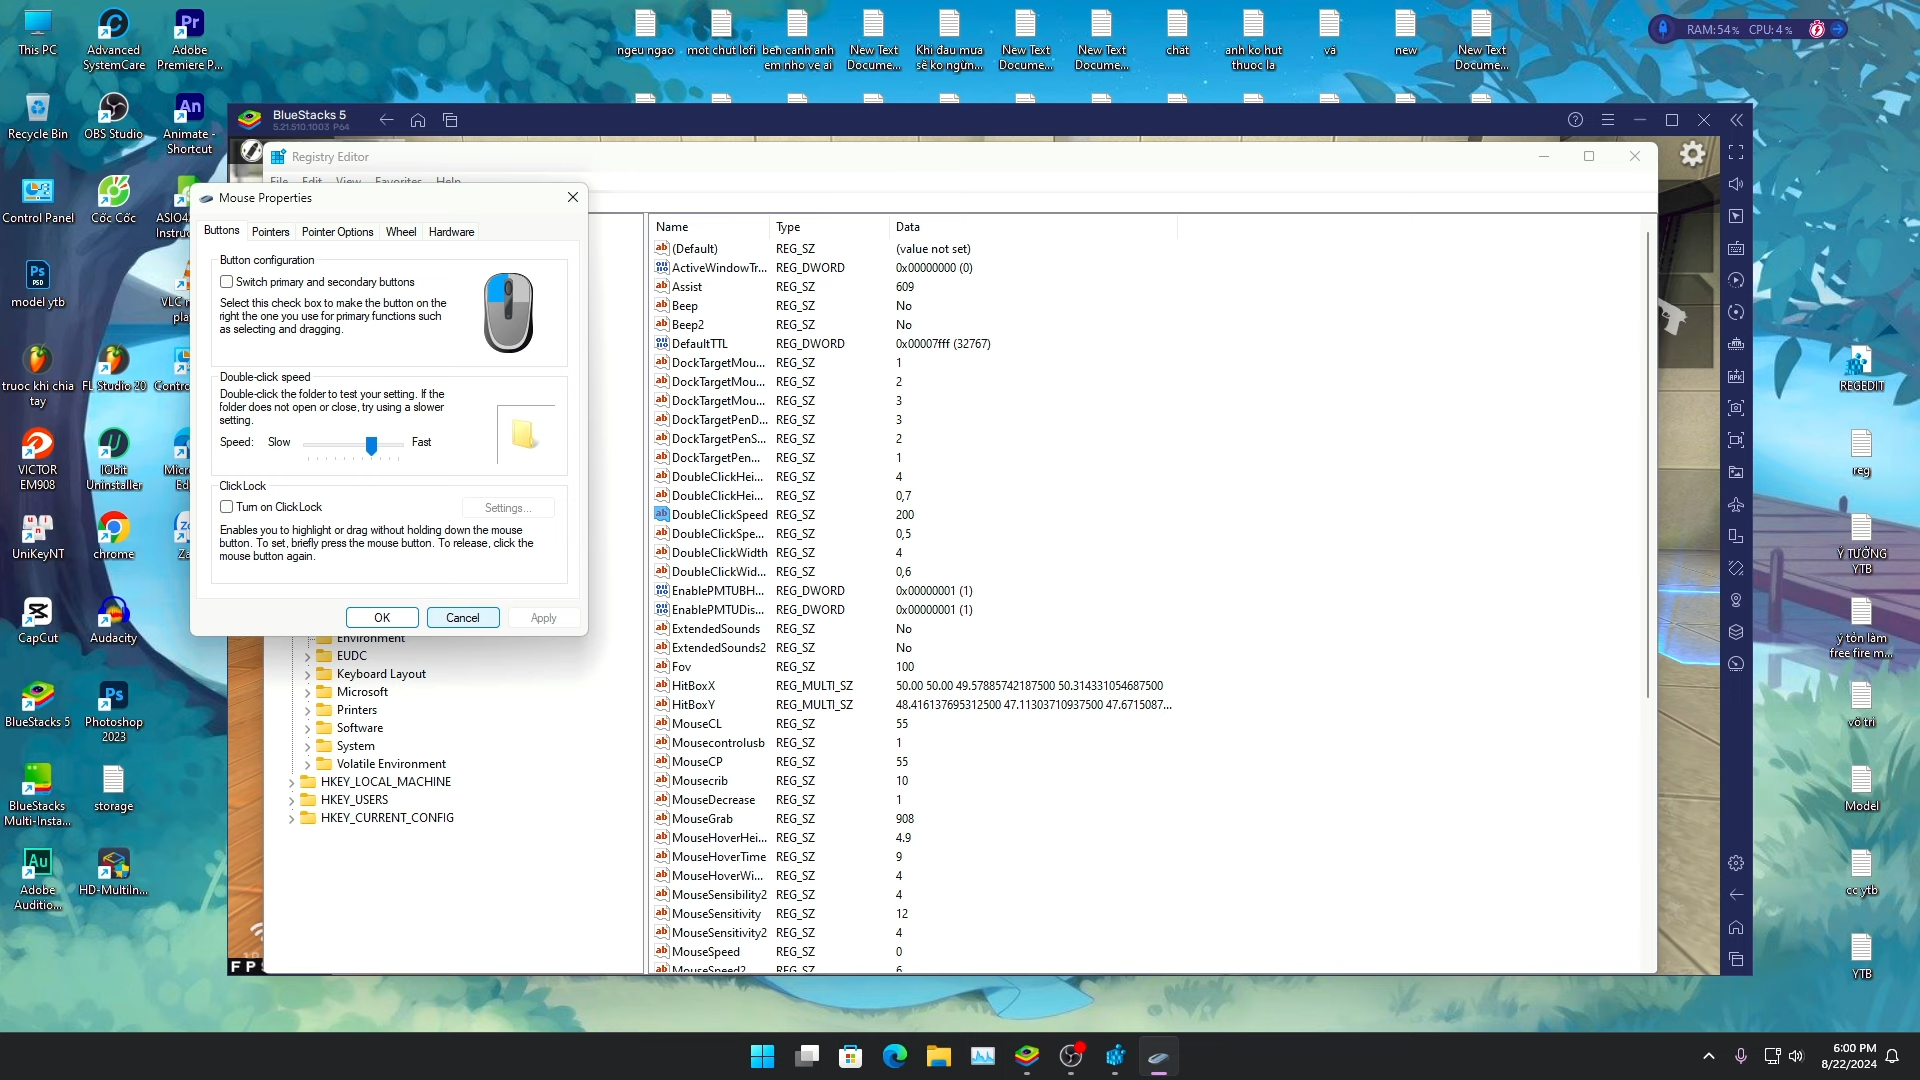 This PC
Advanced
SystemCare
Adobe
Premiere P...
ngeu ngao
mot chut lofi
ben canh anh
em nho ve ai
New Text
Docume...
Khi đau mưa
sẽ ko ngừn...
New Text
Docume...
New Text
Docume...
chát
anh ko hut
thuoc la
va
new
New Text
Docume...
RAM: 54% CPU: 4%
Recycle Bin
OBS Studio
Animate -
Shortcut
BlueStacks 5
5.21.510.1003 P64
Registry Editor
File Edit View Favorites Help
Control Panel
Cốc Cốc
Mouse Properties
Buttons Pointers Pointer Options Wheel Hardware
Button configuration
Switch primary and secondary buttons
Select this check box to make the button on the
right the one you use for primary functions such
as selecting and dragging.
Double-click speed
Double-click the folder to test your setting. If the
folder does not open or close, try using a slower
setting.
Speed: Slow Fast
ClickLock
Turn on ClickLock
Settings...
Enables you to highlight or drag without holding down the mouse
button. To set, briefly press the mouse button. To release, click the
mouse button again.
OK Cancel Apply
Name Type Data
(Default) REG_SZ (value not set)
ActiveWindowTr... REG_DWORD 0x00000000 (0)
Assist REG_SZ 609
Beep REG_SZ No
Beep2 REG_SZ No
DefaultTTL REG_DWORD 0x00007fff (32767)
DockTargetMou... REG_SZ 1
DockTargetMou... REG_SZ 2
DockTargetMou... REG_SZ 3
DockTargetPenD... REG_SZ 3
DockTargetPenS... REG_SZ 2
DockTargetPen... REG_SZ 1
DoubleClickHei... REG_SZ 4
DoubleClickHei... REG_SZ 0,7
DoubleClickSpeed REG_SZ 200
DoubleClickSpe... REG_SZ 0,5
DoubleClickWidth REG_SZ 4
DoubleClickWid... REG_SZ 0,6
EnablePMTUBH... REG_DWORD 0x00000001 (1)
EnablePMTUDis... REG_DWORD 0x00000001 (1)
ExtendedSounds REG_SZ No
ExtendedSounds2 REG_SZ No
Fov REG_SZ 100
HitBoxX REG_MULTI_SZ 50.00 50.00 49.57885742187500 50.314331054687500
HitBoxY REG_MULTI_SZ 48.416137695312500 47.11303710937500 47.6715087...
MouseCL REG_SZ 55
Mousecontrolusb REG_SZ 1
MouseCP REG_SZ 55
Mousecrib REG_SZ 10
MouseDecrease REG_SZ 1
MouseGrab REG_SZ 908
MouseHoverHei... REG_SZ 4.9
MouseHoverTime REG_SZ 9
MouseHoverWi... REG_SZ 4
MouseSensibility2 REG_SZ 4
MouseSensitivity REG_SZ 12
MouseSensitivity2 REG_SZ 4
MouseSpeed REG_SZ 0
MouseSpeed2 REG_SZ 6
Environment
EUDC
Keyboard Layout
Microsoft
Printers
Software
System
Volatile Environment
HKEY_LOCAL_MACHINE
HKEY_USERS
HKEY_CURRENT_CONFIG
model ytb
truoc khi chia
tay
FL Studio 20
VICTOR
EM908
IObit
Uninstaller
UniKeyNT
chrome
CapCut
Audacity
BlueStacks 5
Photoshop
2023
BlueStacks
Multi-Insta...
storage
Adobe
Auditio...
HD-MultiIn...
REGEDIT
reg
Ý TƯỞNG
YTB
ý tôn làm
free fire m...
vô tri
Model
cc ytb
YTB
6:00 PM
8/22/2024